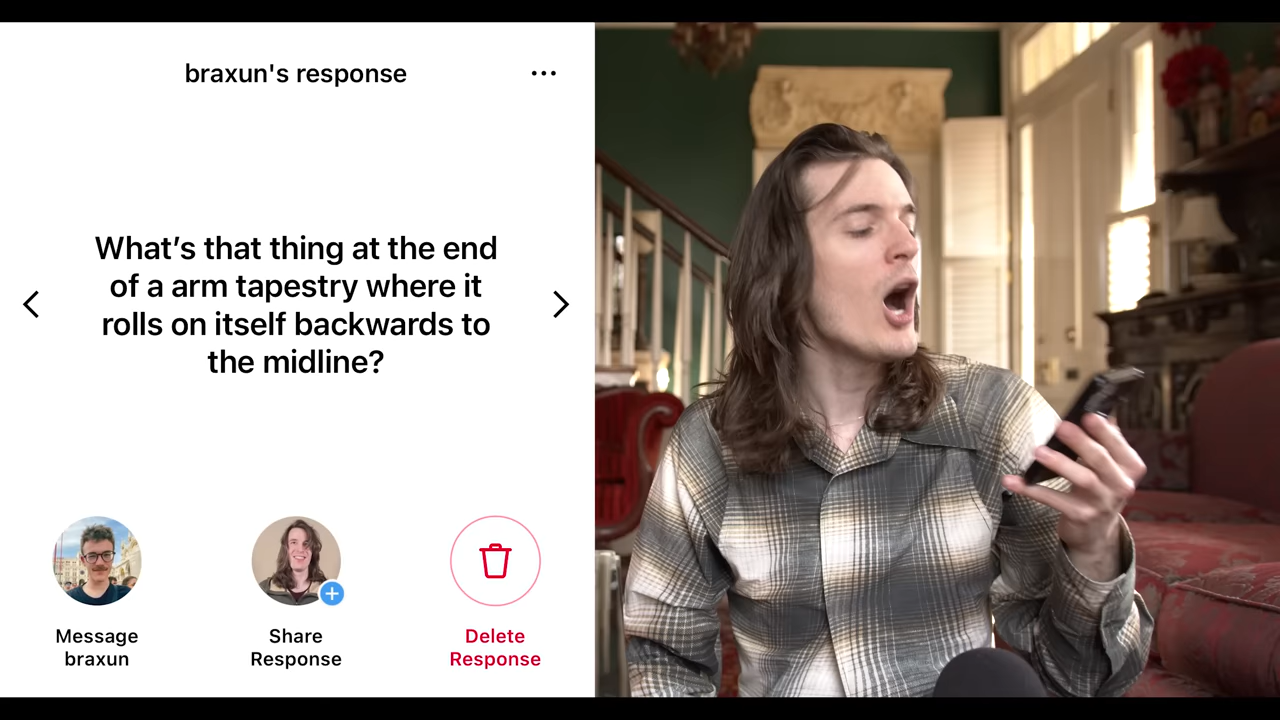 braxun's response
What’s that thing at the end
of a arm tapestry where it
rolls on itself backwards to
the midline?
Message
braxun
Share
Response
Delete
Response